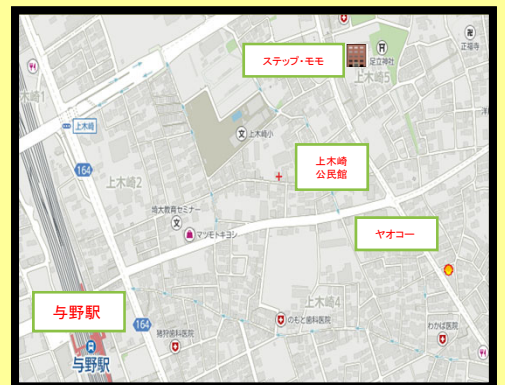 ステップ・モモ
足立神社
上木崎5
正福寺
木崎1
上木崎
上木崎小
164
上木崎2
上木崎
公民館
埼大教育セミナー
マツモトキヨシ
ヤオコー
与野駅
上木崎4
164
猪狩歯科医院
のもと歯科医院
わかば医院
与野駅